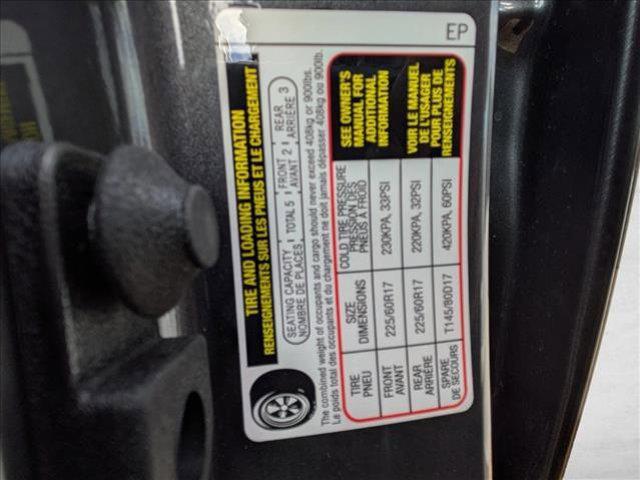 EP
TIRE AND LOADING INFORMATION
RENSEIGNEMENTS SUR LES PNEUS ET LE CHARGEMENT
SEATING CAPACITY TOTAL 5 FRONT 2 REAR 3
NOMBRE DE PLACES AVANT ARRIÈRE
The combined weight of occupants and cargo should never exceed 408kg or 900lbs.
Le poids total des occupants et du chargement ne doit jamais dépasser 408kg ou 900lb.
TIRE SIZE COLD TIRE PRESSURE SEE OWNER'S
PNEU DIMENSIONS PRESSION DES MANUAL FOR
PNEUS À FROID ADDITIONAL
INFORMATION
FRONT 225/60R17 230KPA, 33PSI
AVANT
REAR 225/60R17 220KPA, 32PSI VOIR LE MANUEL
ARRIÈRE DE L'USAGER
SPARE T145/80D17 420KPA, 60PSI POUR PLUS DE
DE SECOURS RENSEIGNEMENTS